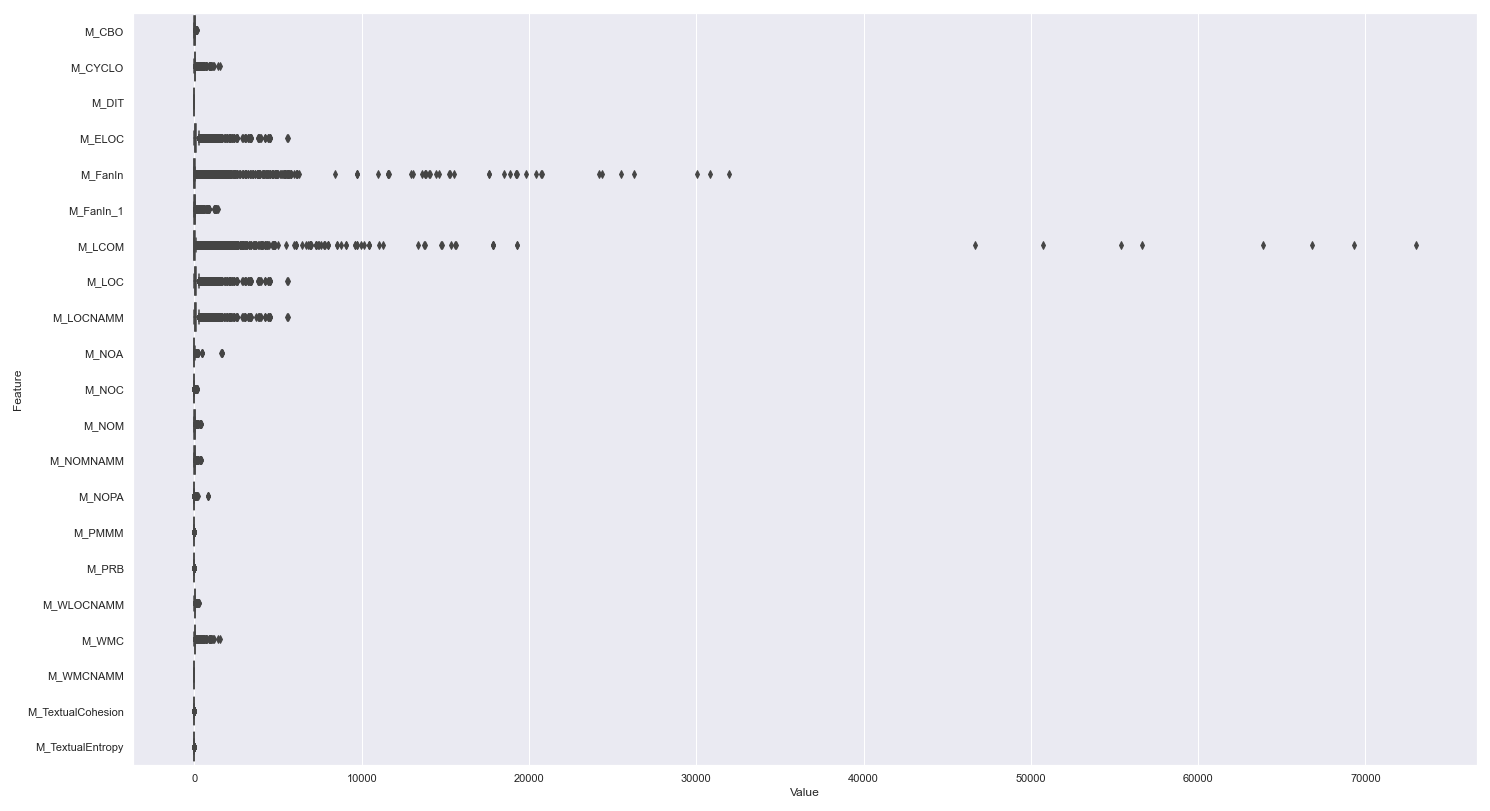 M_CBO
M_CYCLO
M_DIT
M_ELOC
M_FanIn
M_FanIn_1
M_LCOM
M_LOC
M_LOCNAMM
M_NOA
M_NOC
M_NOM
M_NOMNAMM
M_NOPA
M_PMMM
M_PRB
M_WLOCNAMM
M_WMC
M_WMCNAMM
M_TextualCohesion
M_TextualEntropy
Feature
0 10000 20000 30000 40000 50000 60000 70000
Value